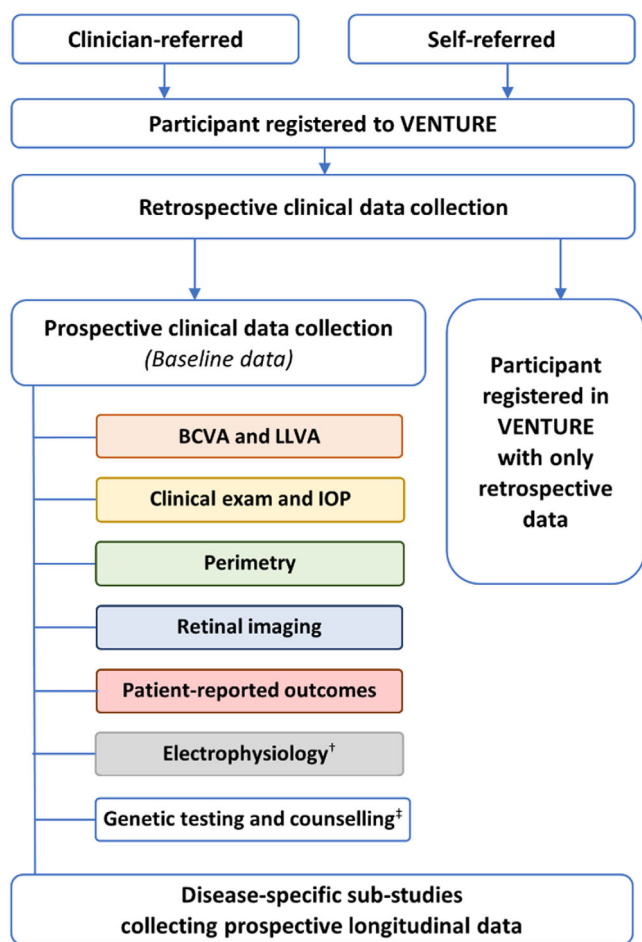 Clinician-referred
Self-referred
Participant registered to VENTURE
Retrospective clinical data collection
Prospective clinical data collection
(Baseline data)
BCVA and LLVA
Clinical exam and IOP
Perimetry
Retinal imaging
Patient-reported outcomes
Electrophysiology†
Genetic testing and counselling‡
Participant
registered in
VENTURE
with only
retrospective
data
Disease-specific sub-studies
collecting prospective longitudinal data